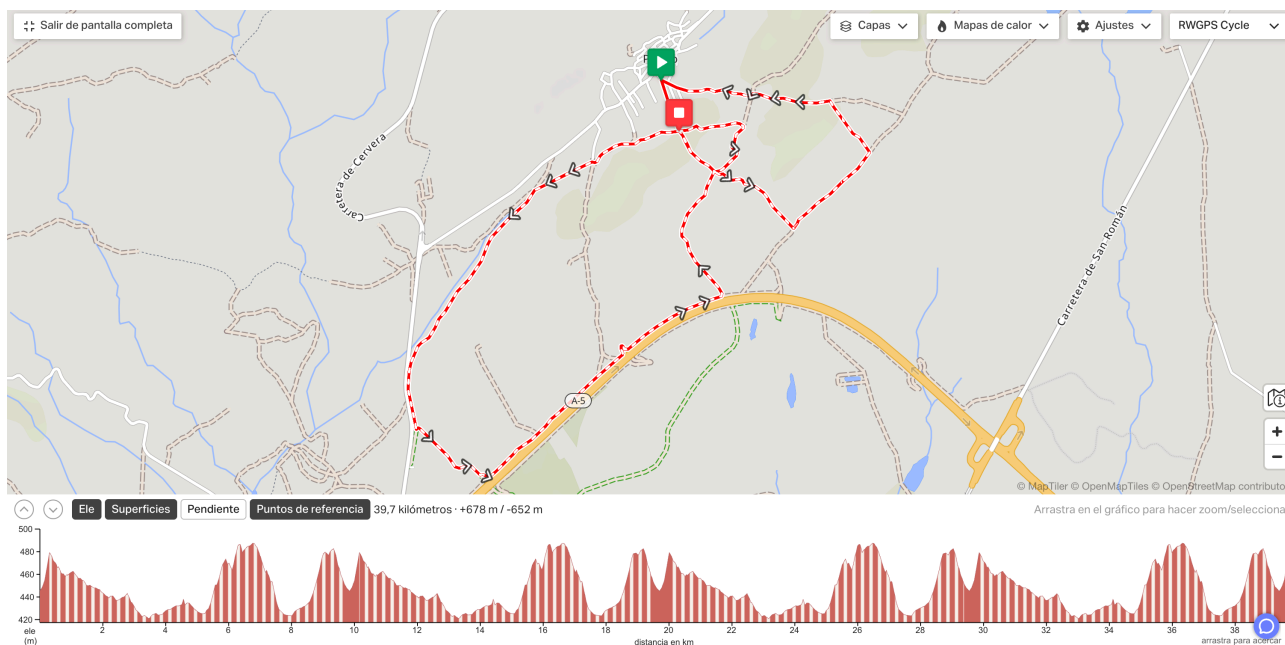 Salir de pantalla completa
Capas
Mapas de calor
Ajustes
RWGPS Cycle
Carretera de Cervera
Carretera de San Román
A-5
© MapTiler © OpenMapTiles © OpenStreetMap contributo
Ele
Superficies
Pendiente
Puntos de referencia
39,7 kilómetros · +678 m / -652 m
Arrastra en el gráfico para hacer zoom/selecciona
500
480
460
440
420
ele
(m)
2 4 6 8 10 12 14 16 18 20 22 24 26 28 30 32 34 36 38
distancia en km
arrastra para acercar